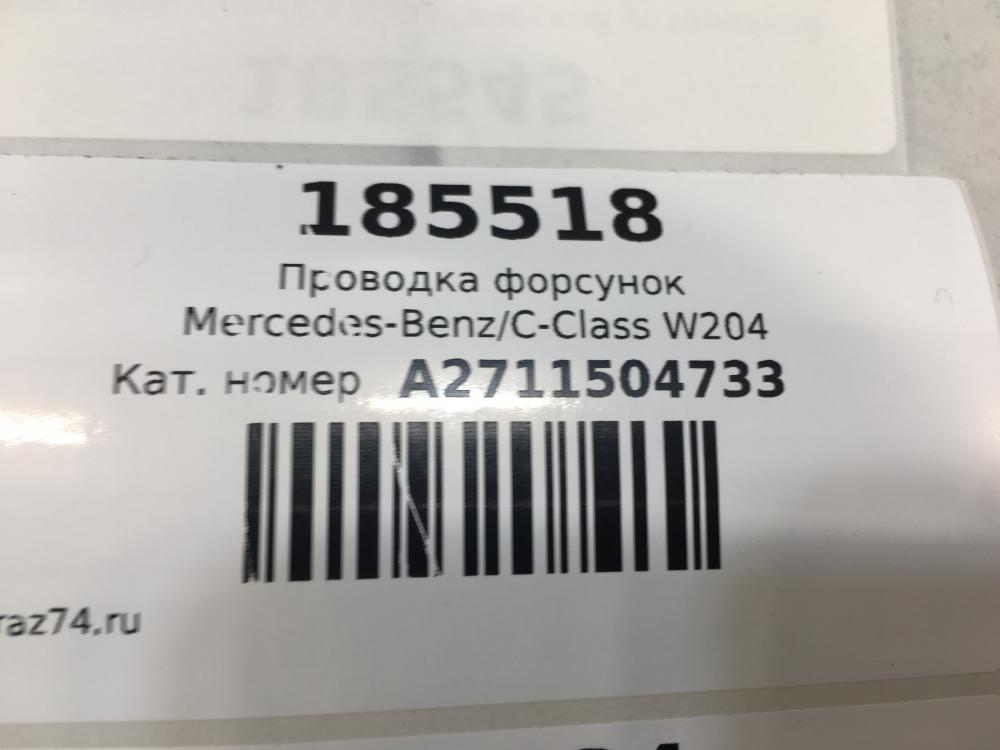 185518
Проводка форсунок
Mercedes-Benz/C-Class W204
Кат. номер A2711504733
raz74.ru